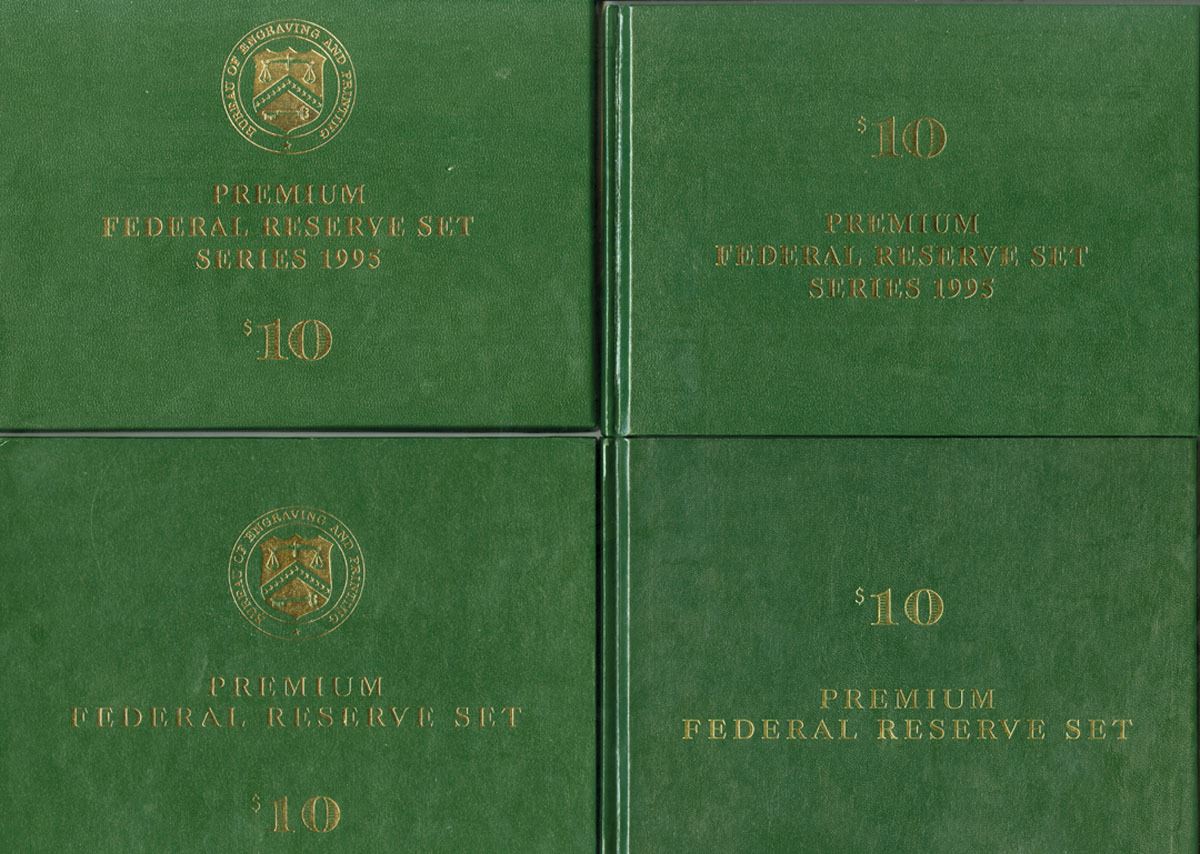 BUREAU OF ENGRAVING AND PRINTING
PREMIUM
FEDERAL RESERVE SET
SERIES 1995
$10
$10
PREMIUM
FEDERAL RESERVE SET
SERIES 1995
BUREAU OF ENGRAVING AND PRINTING
PREMIUM
FEDERAL RESERVE SET
$10
$10
PREMIUM
FEDERAL RESERVE SET